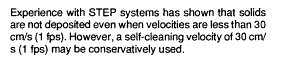 Experience with STEP systems has shown that solids
are not deposited even when velocities are less than 30
cm/s (1 fps). However, a self-cleaning velocity of 30 cm/
s (1 fps) may be conservatively used.